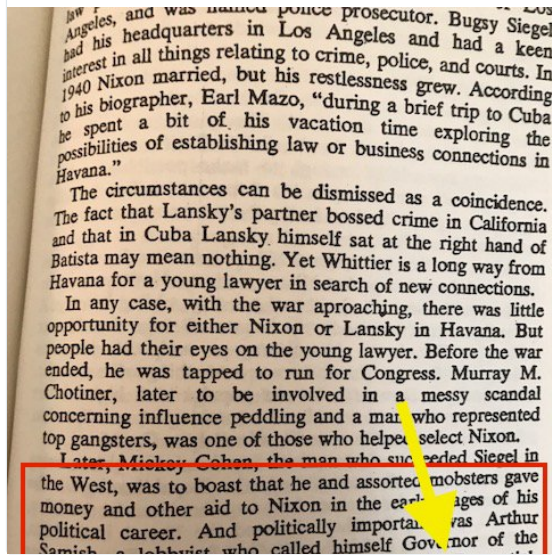 law
Angeles, and was named police prosecutor. Bugsy Siegel
had his headquarters in Los Angeles and had a keen
interest in all things relating to crime, police, and courts. In
1940 Nixon married, but his restlessness grew. According
to his biographer, Earl Mazo, “during a brief trip to Cuba
he spent a bit of his vacation time exploring the
possibilities of establishing law or business connections in
Havana.”
The circumstances can be dismissed as a coincidence.
The fact that Lansky's partner bossed crime in California
and that in Cuba Lansky himself sat at the right hand of
Batista may mean nothing. Yet Whittier is a long way from
Havana for a young lawyer in search of new connections.
In any case, with the war aproaching, there was little
opportunity for either Nixon or Lansky in Havana. But
people had their eyes on the young lawyer. Before the war
ended, he was tapped to run for Congress. Murray M.
Chotiner, later to be involved in a messy scandal
concerning influence peddling and a man who represented
top gangsters, was one of those who helped select Nixon.
Later, Mickey Cohen, the man who succeeded Siegel in
the West, was to boast that he and assorted mobsters gave
money and other aid to Nixon in the early stages of his
political career. And politically important was Arthur
Samish, a lobbyist who called himself Governor of the